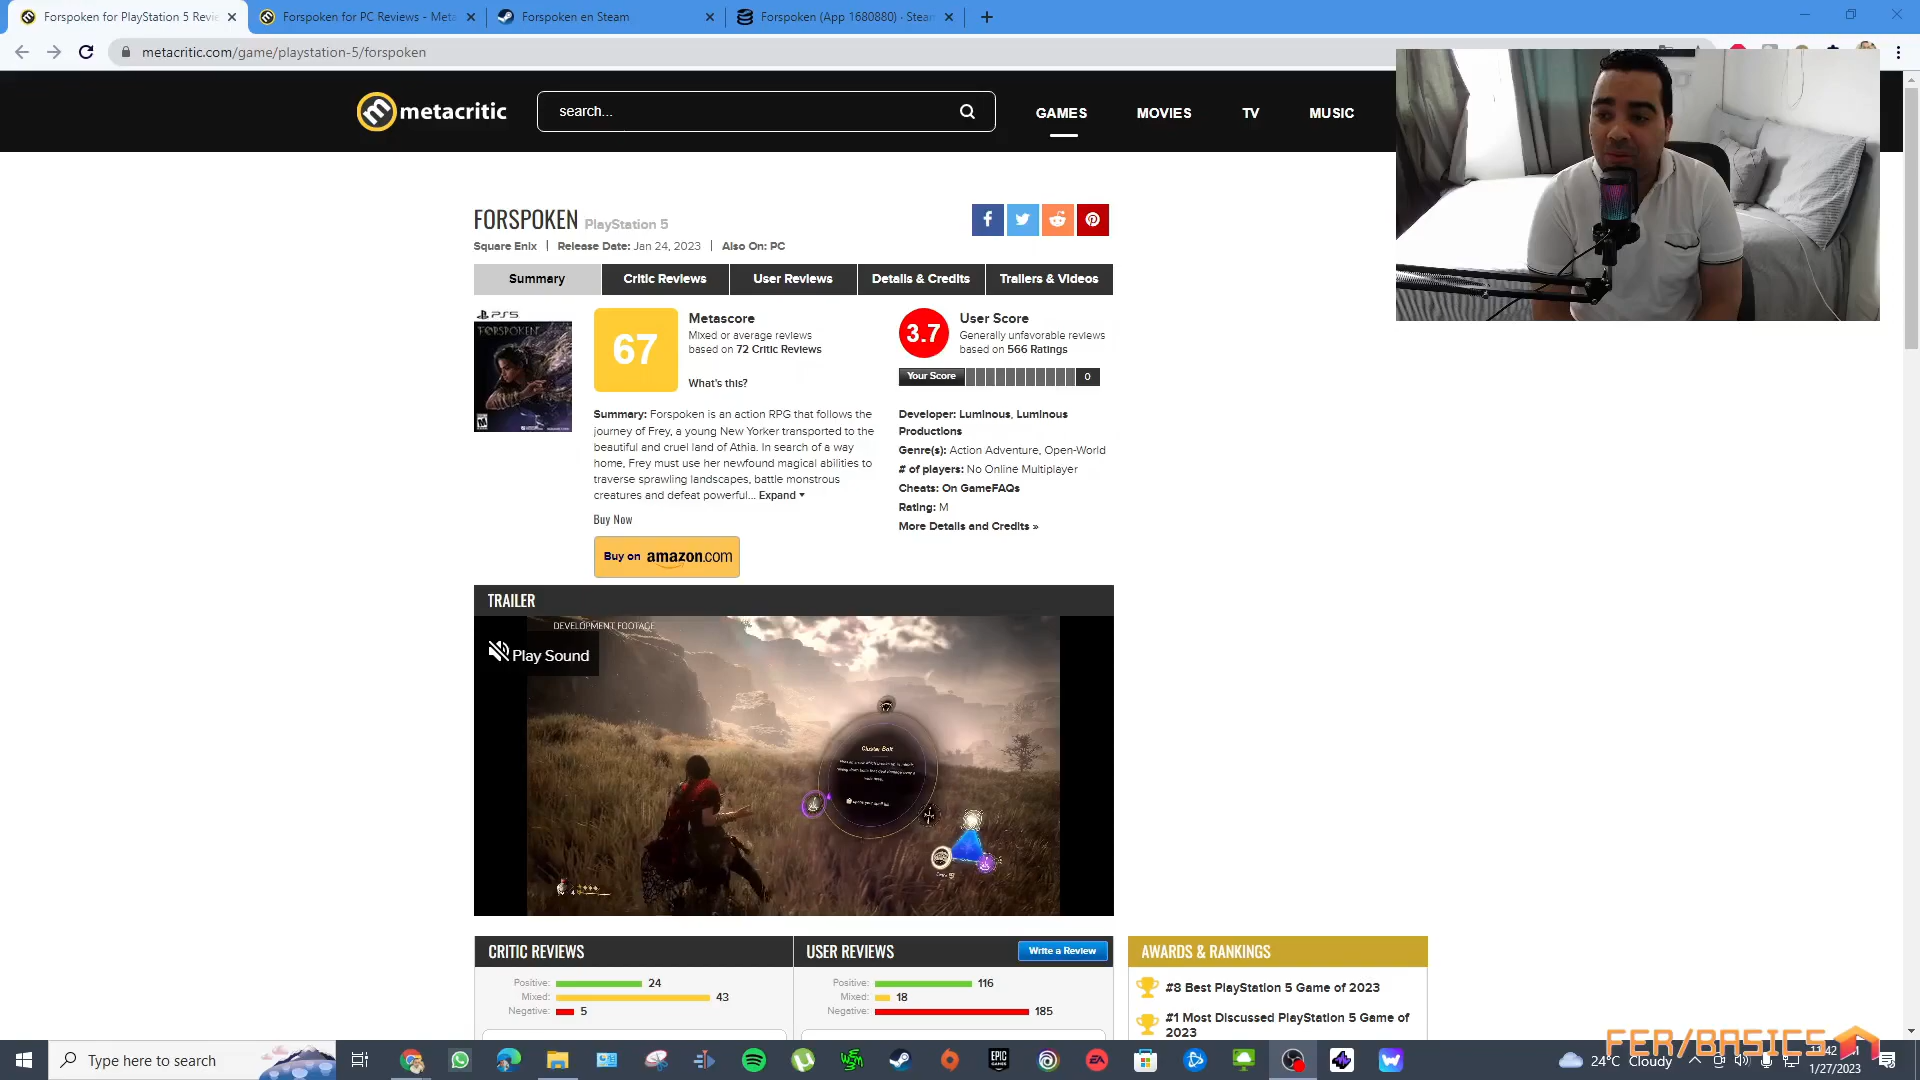 Forspoken for PlayStation 5 Revie
Forspoken for PC Reviews - Meta
Forspoken en Steam
Forspoken (App 1680880) · Stea
metacritic.com/game/playstation-5/forspoken
metacritic
search...
GAMES
MOVIES
TV
MUSIC
FORSPOKEN PlayStation 5
Square Enix | Release Date: Jan 24, 2023 | Also On: PC
Summary
Critic Reviews
User Reviews
Details & Credits
Trailers & Videos
PS5
FORSPOKEN
67
Metascore
Mixed or average reviews
based on 72 Critic Reviews
What's this?
3.7
User Score
Generally unfavorable reviews
based on 566 Ratings
Your Score
0
Summary: Forspoken is an action RPG that follows the
journey of Frey, a young New Yorker transported to the
beautiful and cruel land of Athia. In search of a way
home, Frey must use her newfound magical abilities to
traverse sprawling landscapes, battle monstrous
creatures and defeat powerful... Expand
Buy Now
Buy on amazon.com
Developer: Luminous, Luminous
Productions
Genre(s): Action Adventure, Open-World
# of players: No Online Multiplayer
Cheats: On GameFAQs
Rating: M
More Details and Credits »
TRAILER
DEVELOPMENT FOOTAGE
Play Sound
Cluster Bolt
CRITIC REVIEWS
Positive: 24
Mixed: 43
Negative: 5
USER REVIEWS
Write a Review
Positive: 116
Mixed: 18
Negative: 185
AWARDS & RANKINGS
#8 Best PlayStation 5 Game of 2023
#1 Most Discussed PlayStation 5 Game of
2023
FER/BASICS
Type here to search
EPIC
GAMES
EA
24°C Cloudy
1/27/2023